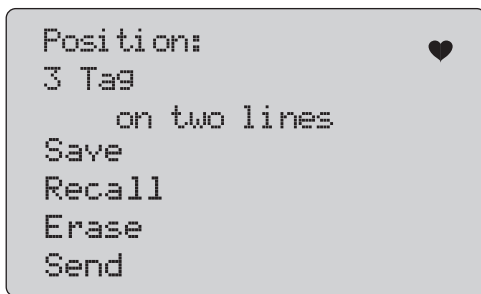 Position:
3 Tag
on two lines
Save
Recall
Erase
Send